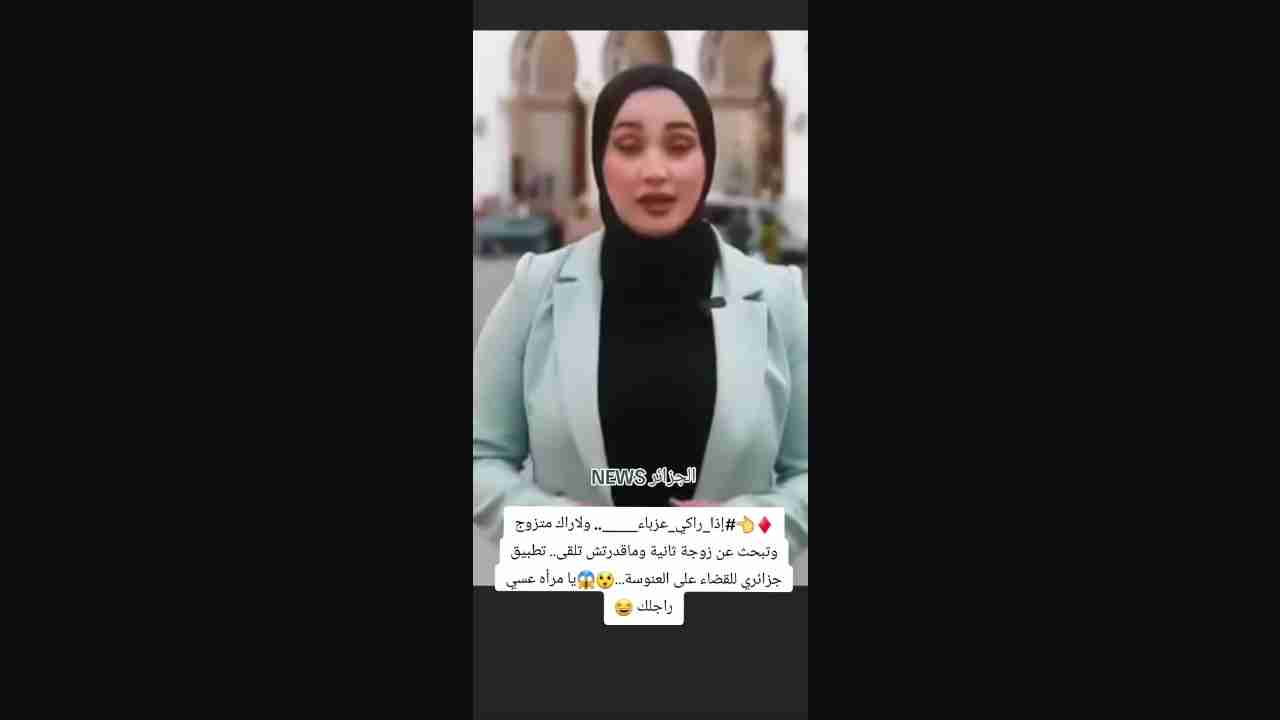 الجزائر NEWS
♦️👈#إذا_راكي_عزباء____.. ولاراك متزوج
وتبحث عن زوجة ثانية وماقدرتش تلقى.. تطبيق
جزائري للقضاء على العنوسة...😲😱يا مرأه عسي
راجلك 😂